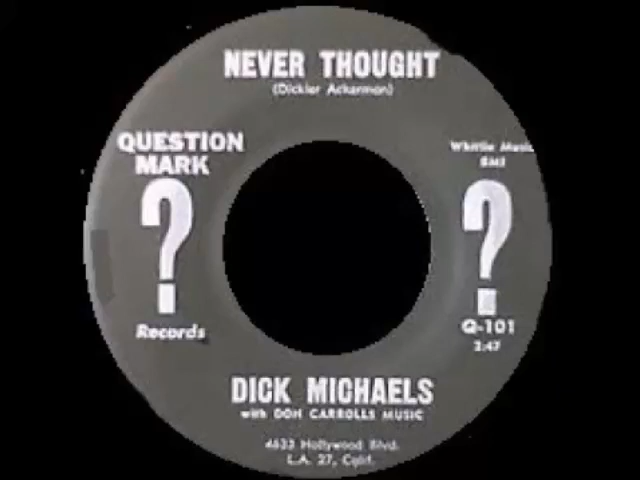 NEVER THOUGHT
(Dickler Ackerman)
QUESTION
MARK
?
Records
Whittle Music
BMI
?
Q-101
2:47
DICK MICHAELS
with DON CARROLLS MUSIC
4633 Hollywood Blvd.
L.A. 27, Calif.